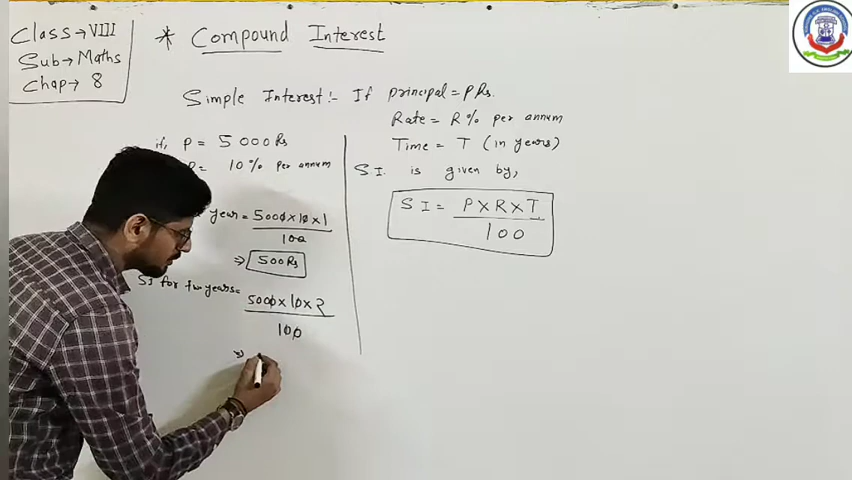 Class → VIII
Sub → Maths
Chap → 8
* Compound Interest
Simple Interest :- If principal = P Rs.
Rate = R % per annum
Time = T (in years)
S I. is given by,
S I = P × R × T / 100
if, P = 5000 Rs
= 10 % per annum
year = 5000 × 10 × 1 / 100
⇒ 500 Rs
SI for two years = 5000 × 10 × 2 / 100
⇒